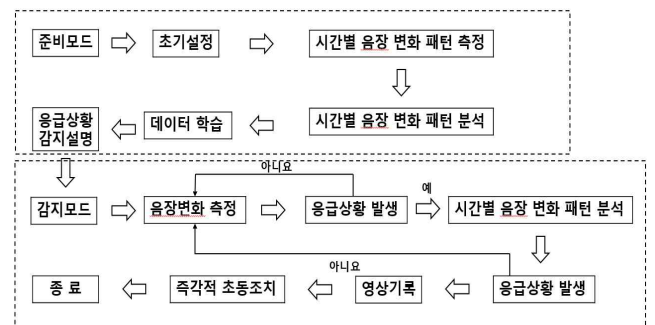 준비모드
초기설정
시간별 음장 변화 패턴 측정
시간별 음장 변화 패턴 분석
데이터 학습
응급상황
감지설명
아니요
감지모드
음장변화 측정
응급상황 발생
예
시간별 음장 변화 패턴 분석
아니요
응급상황 발생
영상기록
즉각적 초동조치
종 료